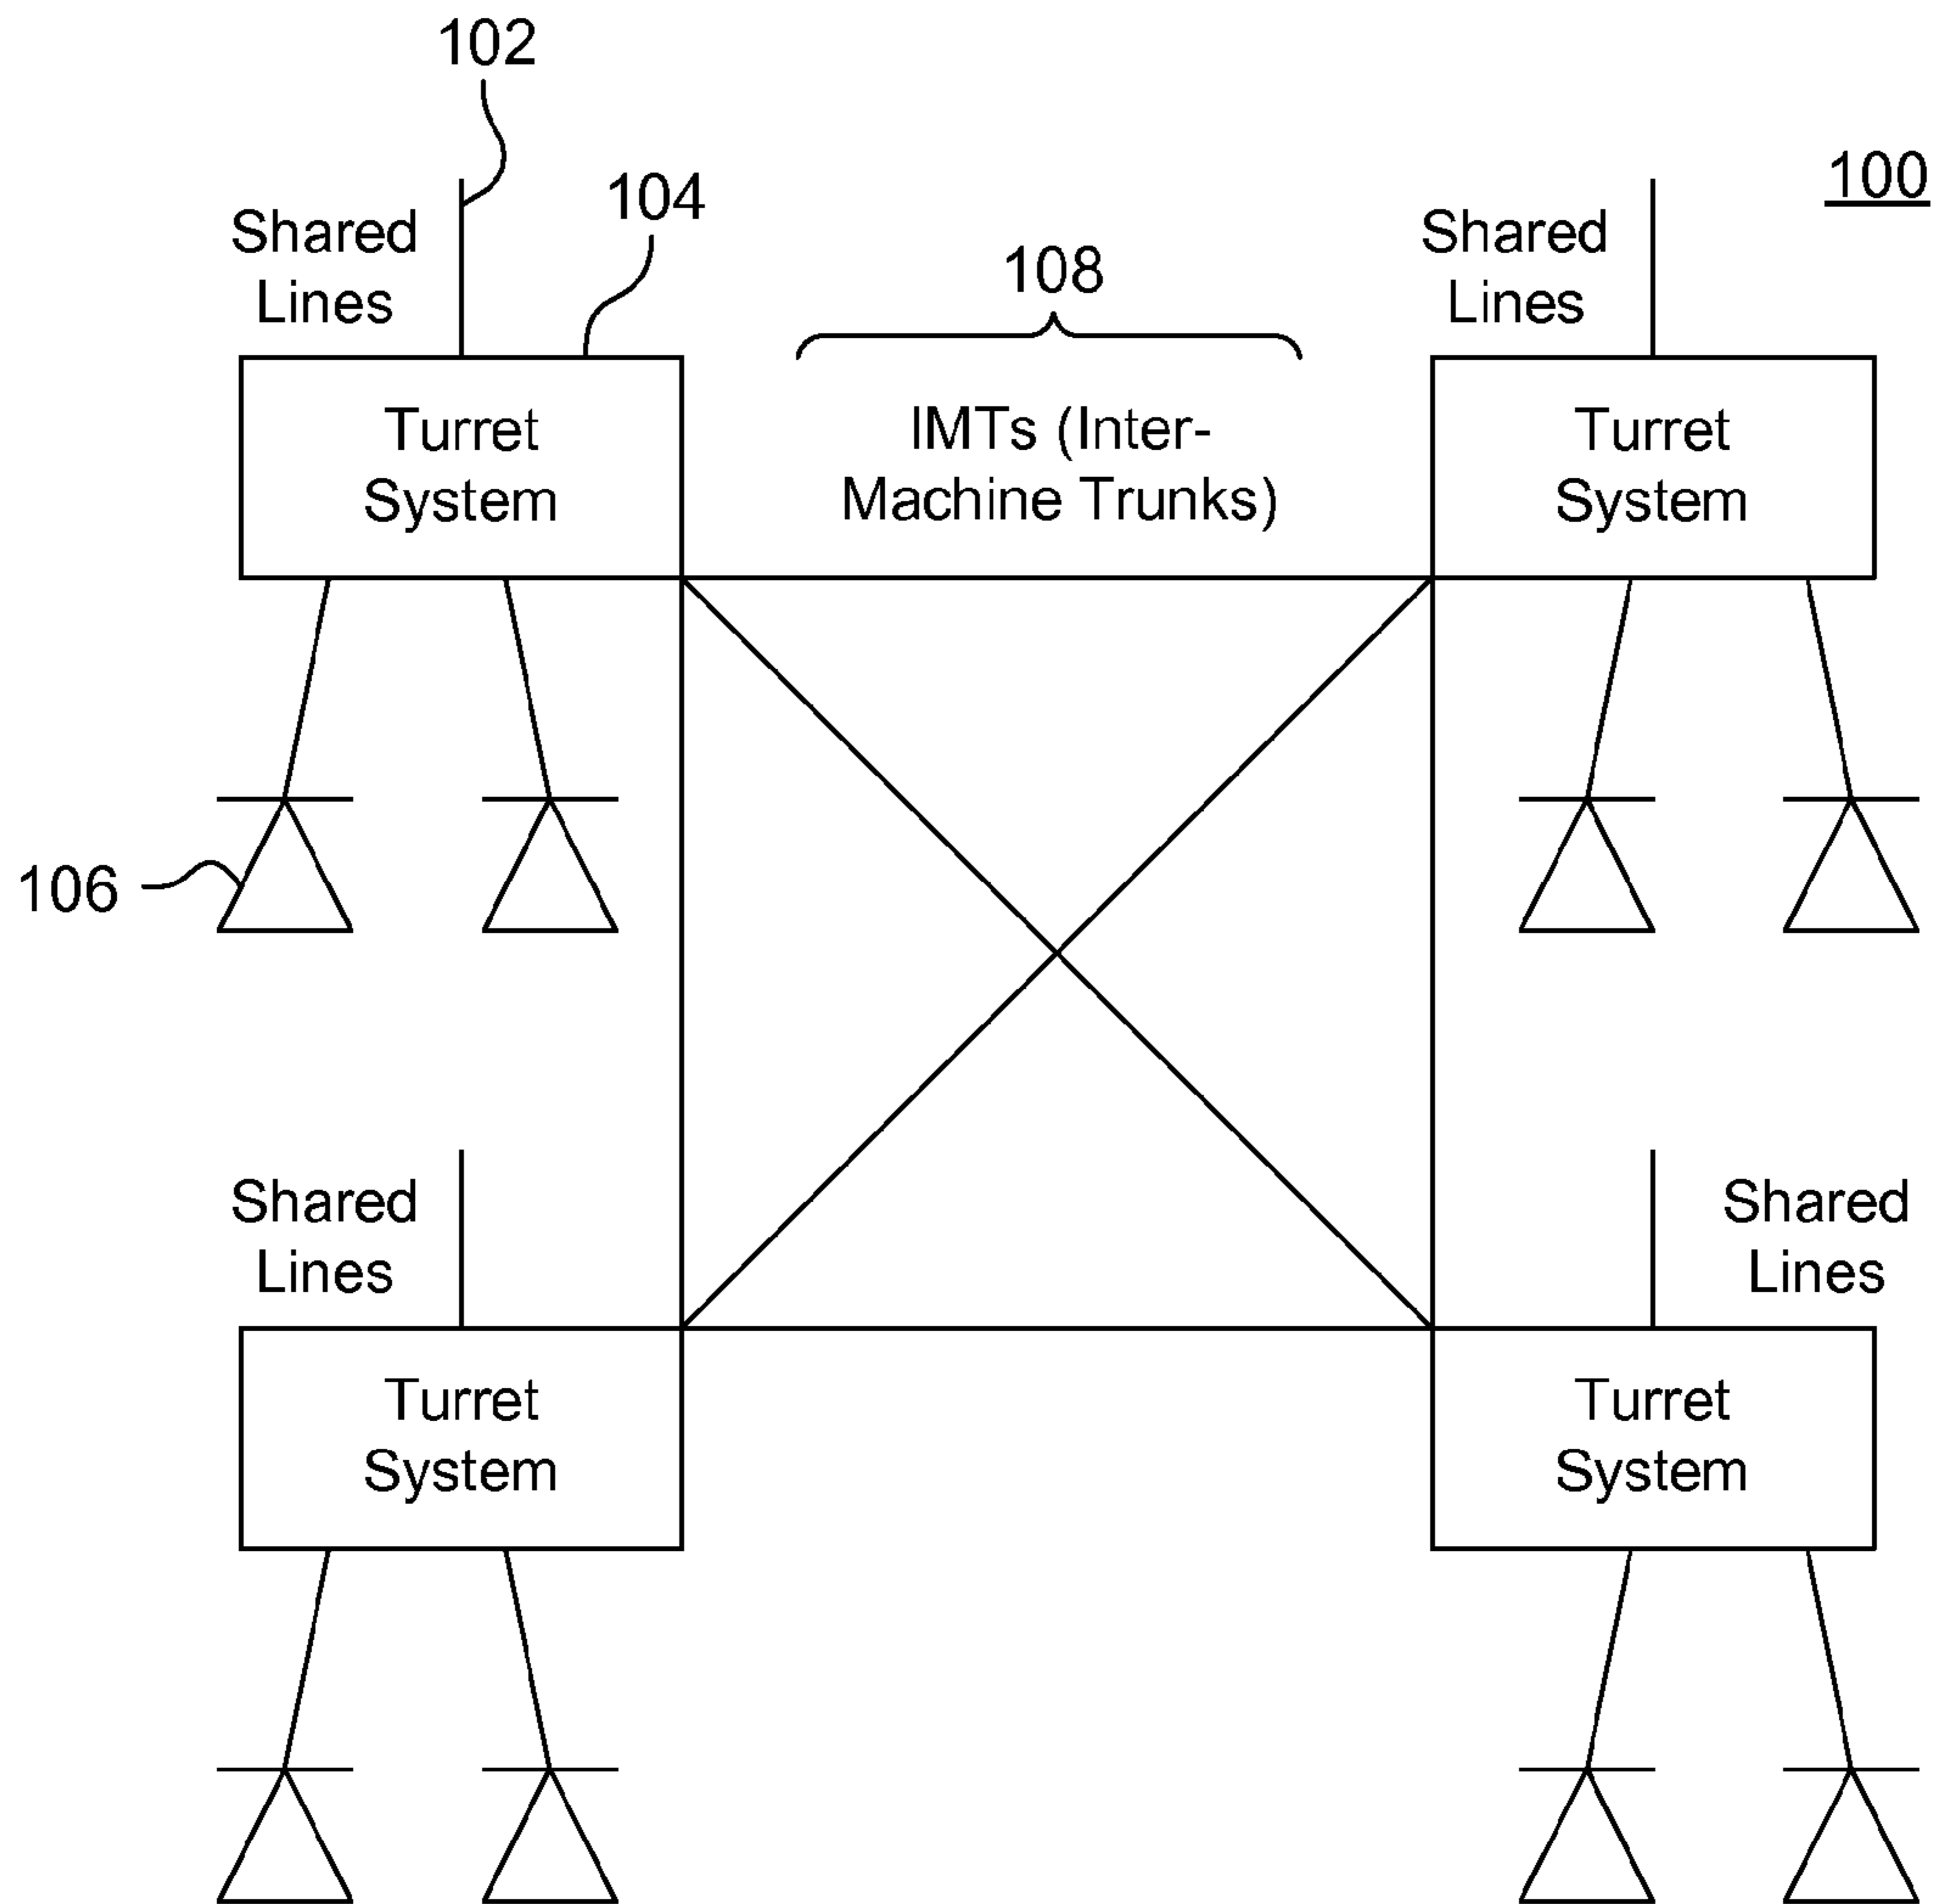 102
100
104
Shared
Lines
108
Shared
Lines
Turret
System
IMTs (Inter-
Machine Trunks)
Turret
System
106
Shared
Lines
Shared
Lines
Turret
System
Turret
System